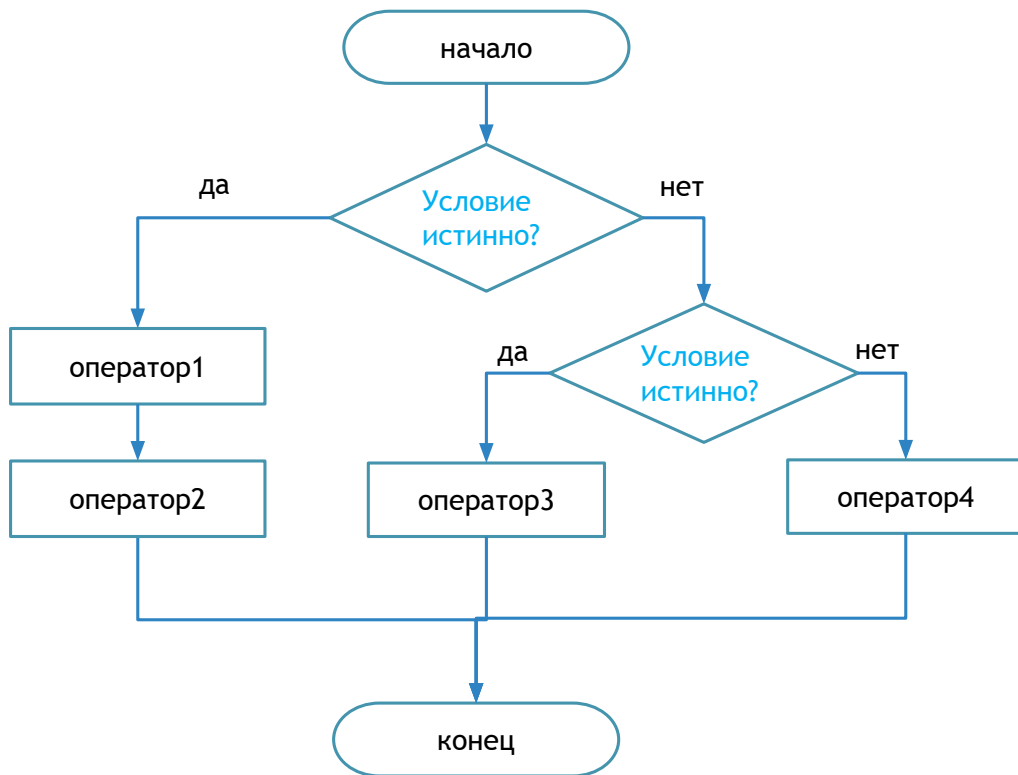 начало
да
нет
Условие
истинно?
оператор1
да
Условие
истинно?
нет
оператор2
оператор3
оператор4
конец